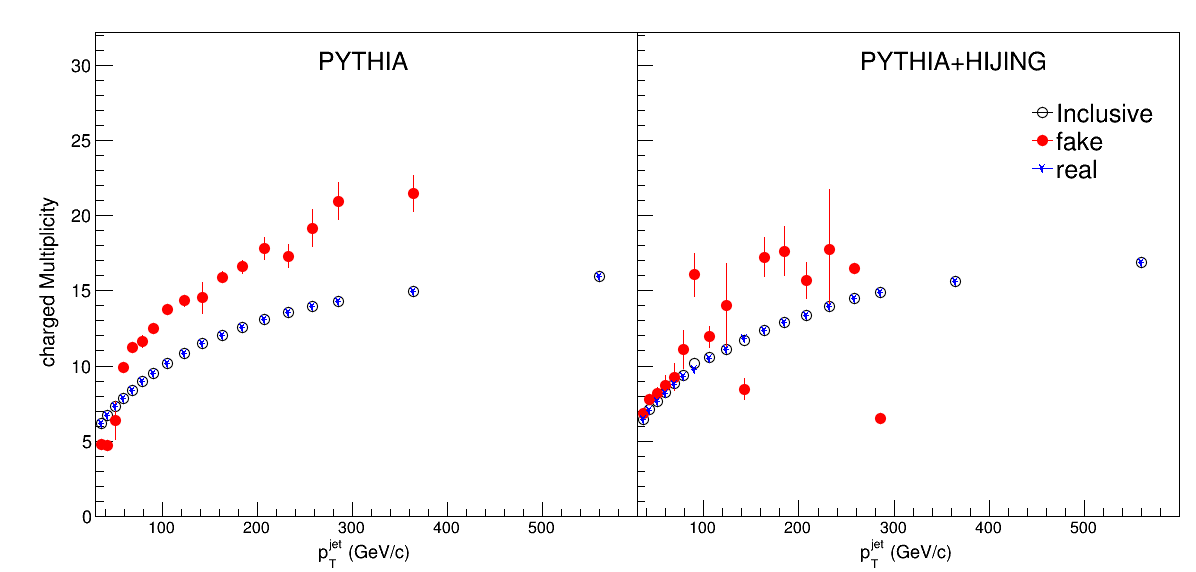 PYTHIA
PYTHIA+HIJING
Inclusive
fake
real
charged Multiplicity
30
25
20
15
10
5
0
100 200 300 400 500
100 200 300 400 500
p_T^jet (GeV/c)
p_T^jet (GeV/c)